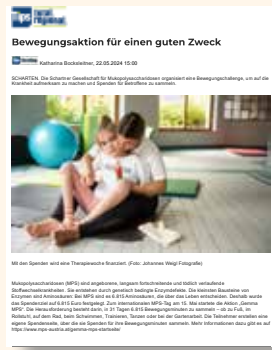 mps
tips
total
regional
Bewegungsaktion für einen guten Zweck
Katharina Bocksleitner, 22.05.2024 15:00
SCHARTEN. Die Schartner Gesellschaft für Mukopolysaccharidosen organisiert eine Bewegungschallenge, um auf die
Krankheit aufmerksam zu machen und Spenden für Betroffene zu sammeln.
Mit den Spenden wird eine Therapiewoche finanziert. (Foto: Johannes Weigl Fotografie)
Mukopolysaccharidosen (MPS) sind angeborene, langsam fortschreitende und tödlich verlaufende
Stoffwechselkrankheiten. Sie entstehen durch genetisch bedingte Enzymdefekte. Die kleinsten Bausteine von
Enzymen sind Aminosäuren: Bei MPS sind es 6.815 Aminosäuren, die über das Leben entscheiden. Deshalb wurde
das Spendenziel auf 6.815 Euro festgelegt. Zum internationalen MPS-Tag am 15. Mai startete die Aktion „Gemma
MPS“. Die Herausforderung besteht darin, in 31 Tagen 6.815 Bewegungsminuten zu sammeln – ob zu Fuß, im
Rollstuhl, auf dem Rad, beim Schwimmen, Trainieren, Tanzen oder bei der Gartenarbeit. Die Teilnehmer erstellen eine
eigene Spendenseite, über die sie Spenden für ihre Bewegungsminuten sammeln. Mehr Informationen dazu gibt es auf
https://www.mps-austria.at/gemma-mps-startseite/